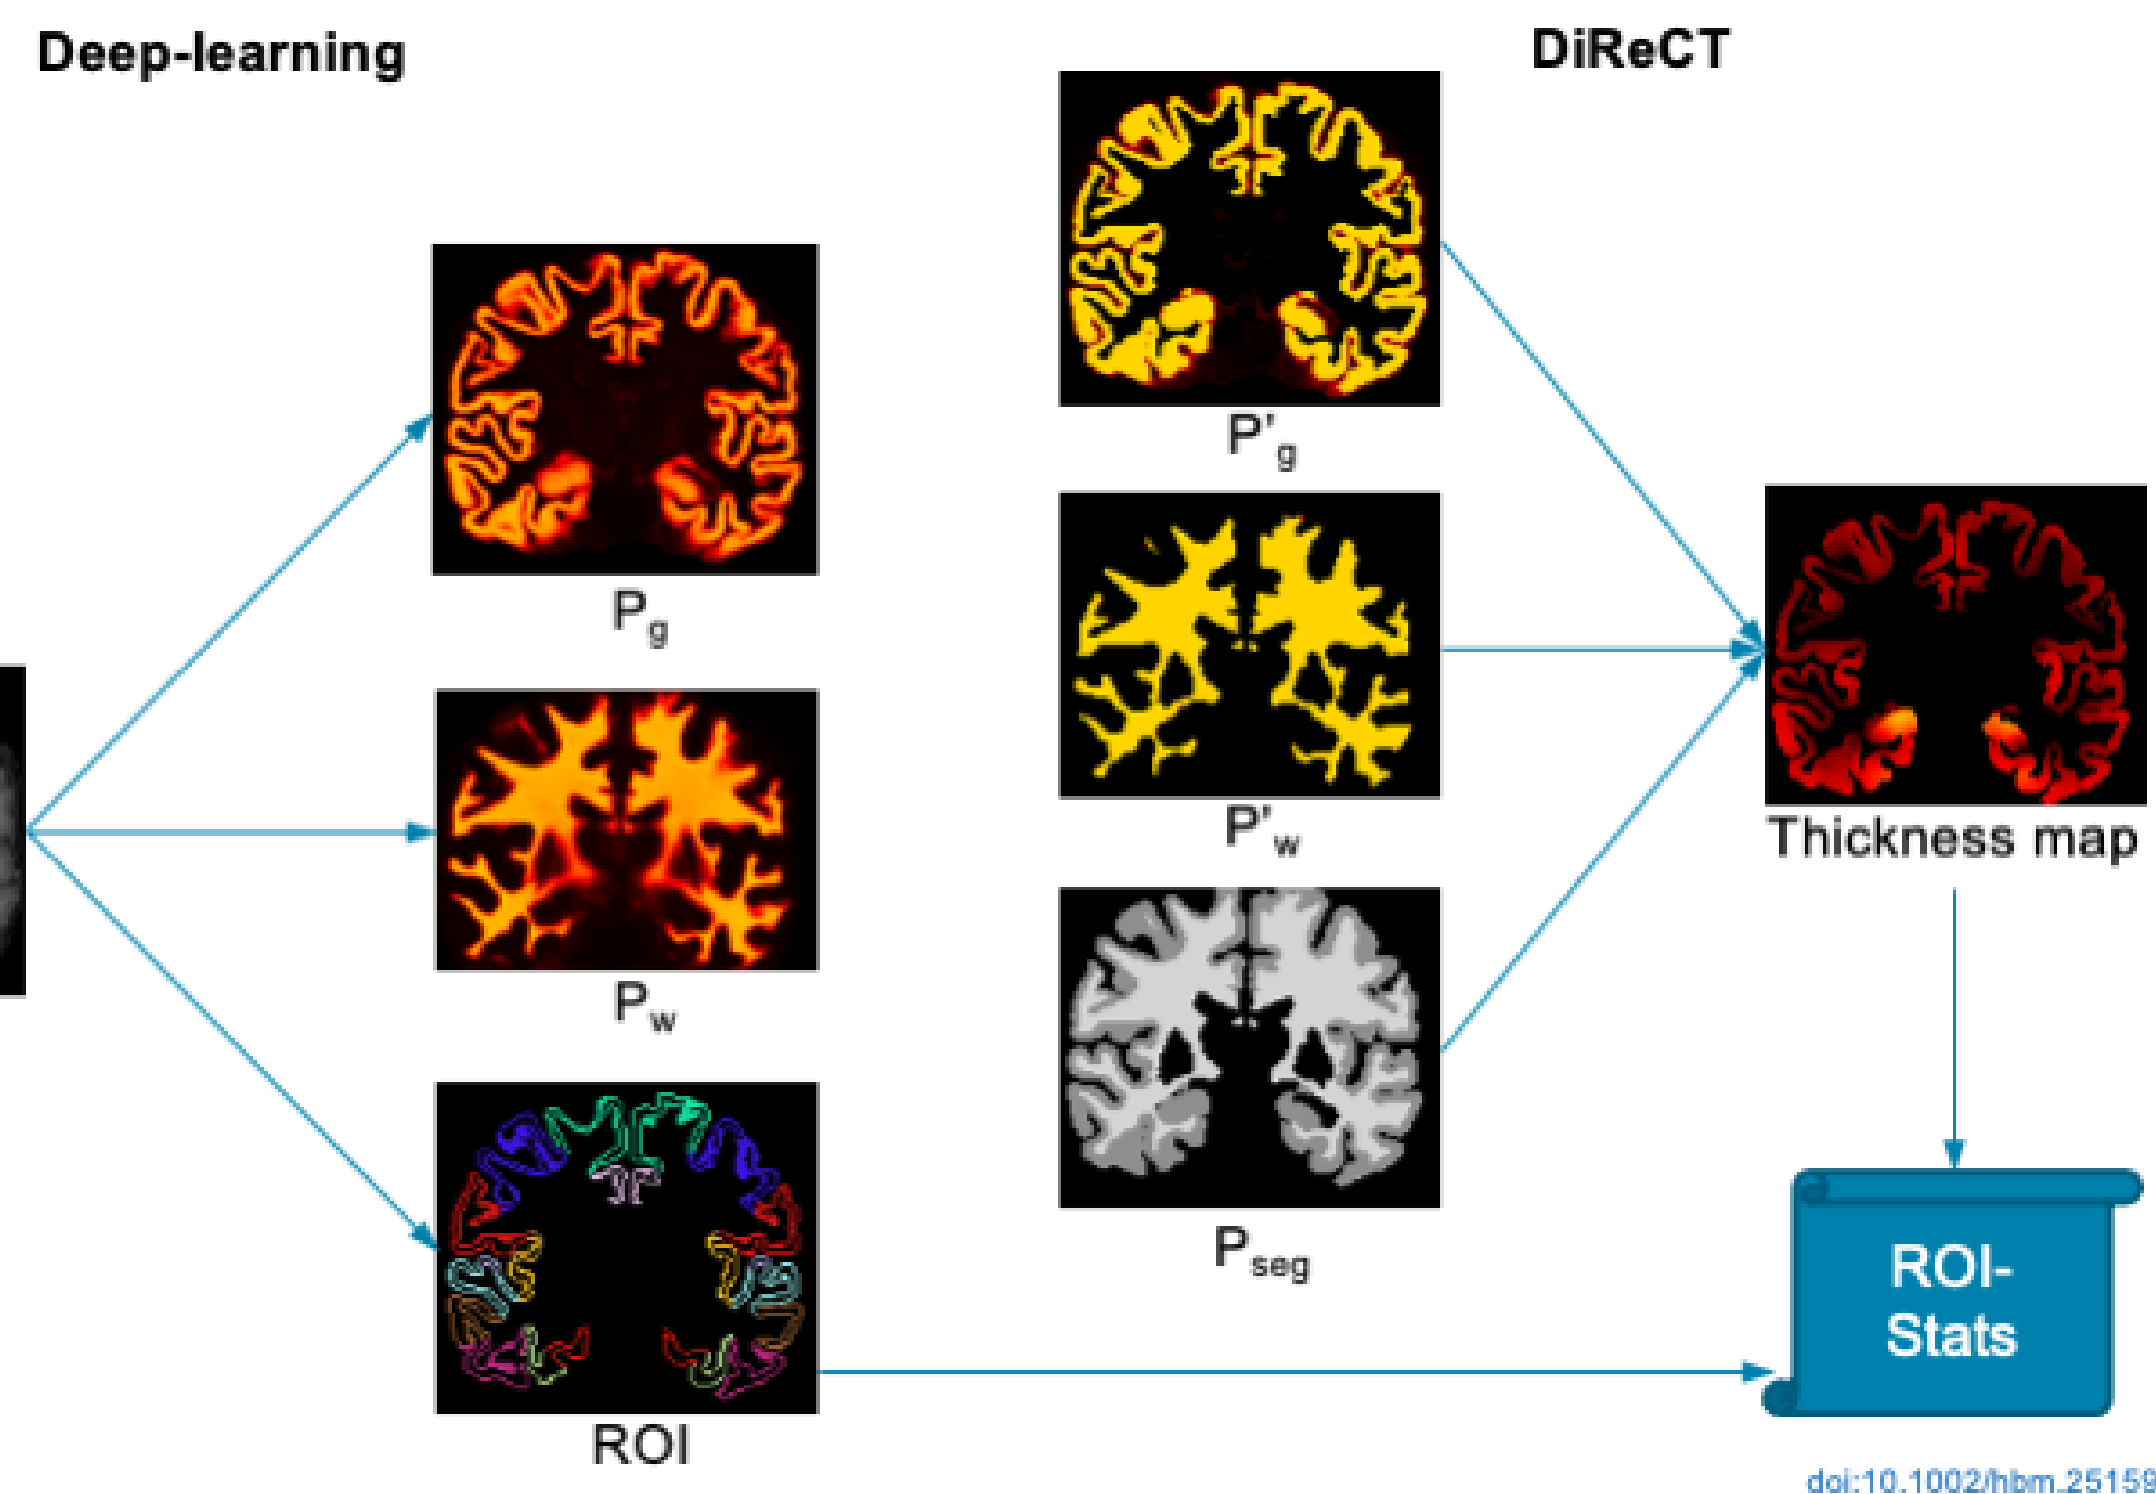 Deep-learning
DiReCT
P'g
Pg
P'w
Thickness map
Pw
Pseg
ROI-
Stats
ROI
doi:10.1002/hbm.25159